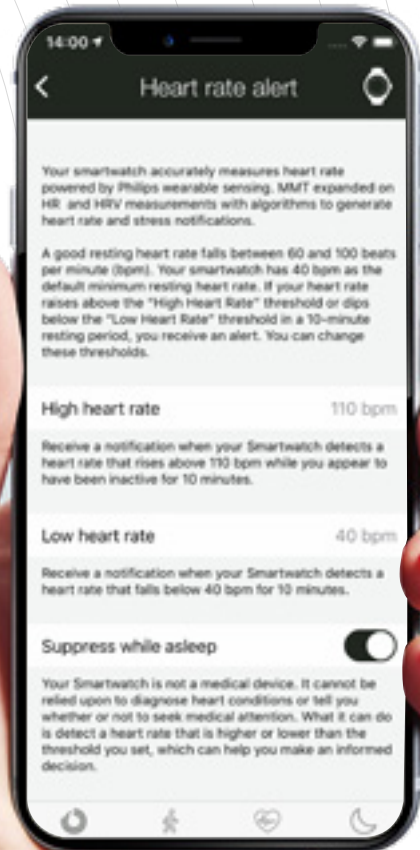 14:00
Heart rate alert
Your smartwatch accurately measures heart rate
powered by Philips wearable sensing. MMT expanded on
HR and HRV measurements with algorithms to generate
heart rate and stress notifications.
A good resting heart rate falls between 60 and 100 beats
per minute (bpm). Your smartwatch has 40 bpm as the
default minimum resting heart rate. If your heart rate
raises above the "High Heart Rate" threshold or dips
below the "Low Heart Rate" threshold in a 10-minute
resting period, you receive an alert. You can change
these thresholds.
High heart rate 110 bpm
Receive a notification when your Smartwatch detects a
heart rate that rises above 110 bpm while you appear to
have been inactive for 10 minutes.
Low heart rate 40 bpm
Receive a notification when your Smartwatch detects a
heart rate that falls below 40 bpm for 10 minutes.
Suppress while asleep
Your Smartwatch is not a medical device. It cannot be
relied upon to diagnose heart conditions or tell you
whether or not to seek medical attention. What it can do
is detect a heart rate that is higher or lower than the
threshold you set, which can help you make an informed
decision.